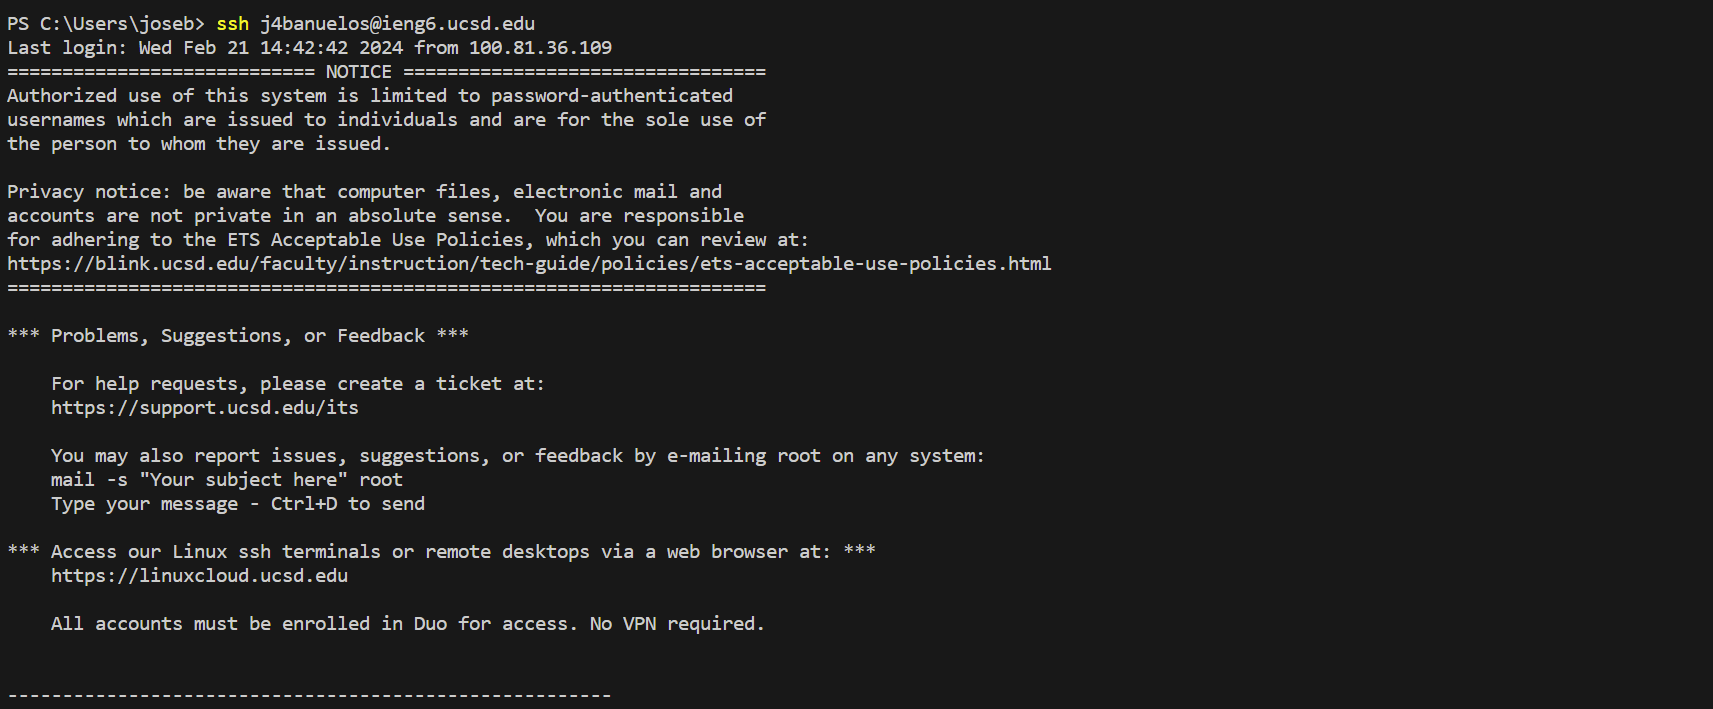 PS C:\Users\joseb> ssh j4banuelos@ieng6.ucsd.edu
Last login: Wed Feb 21 14:42:42 2024 from 100.81.36.109
============================ NOTICE =================================
Authorized use of this system is limited to password-authenticated
usernames which are issued to individuals and are for the sole use of
the person to whom they are issued.

Privacy notice: be aware that computer files, electronic mail and
accounts are not private in an absolute sense.  You are responsible
for adhering to the ETS Acceptable Use Policies, which you can review at:
https://blink.ucsd.edu/faculty/instruction/tech-guide/policies/ets-acceptable-use-policies.html
=====================================================================

*** Problems, Suggestions, or Feedback ***

    For help requests, please create a ticket at:
    https://support.ucsd.edu/its

    You may also report issues, suggestions, or feedback by e-mailing root on any system:
    mail -s "Your subject here" root
    Type your message - Ctrl+D to send

*** Access our Linux ssh terminals or remote desktops via a web browser at: ***
    https://linuxcloud.ucsd.edu

    All accounts must be enrolled in Duo for access. No VPN required.


-------------------------------------------------------